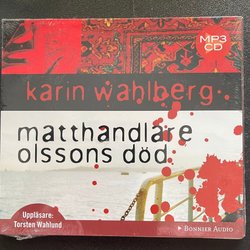 MP3
CD
karin wahlberg
matthandlare
olssons död
Uppläsare:
Torsten Wahlund
BONNIER AUDIO